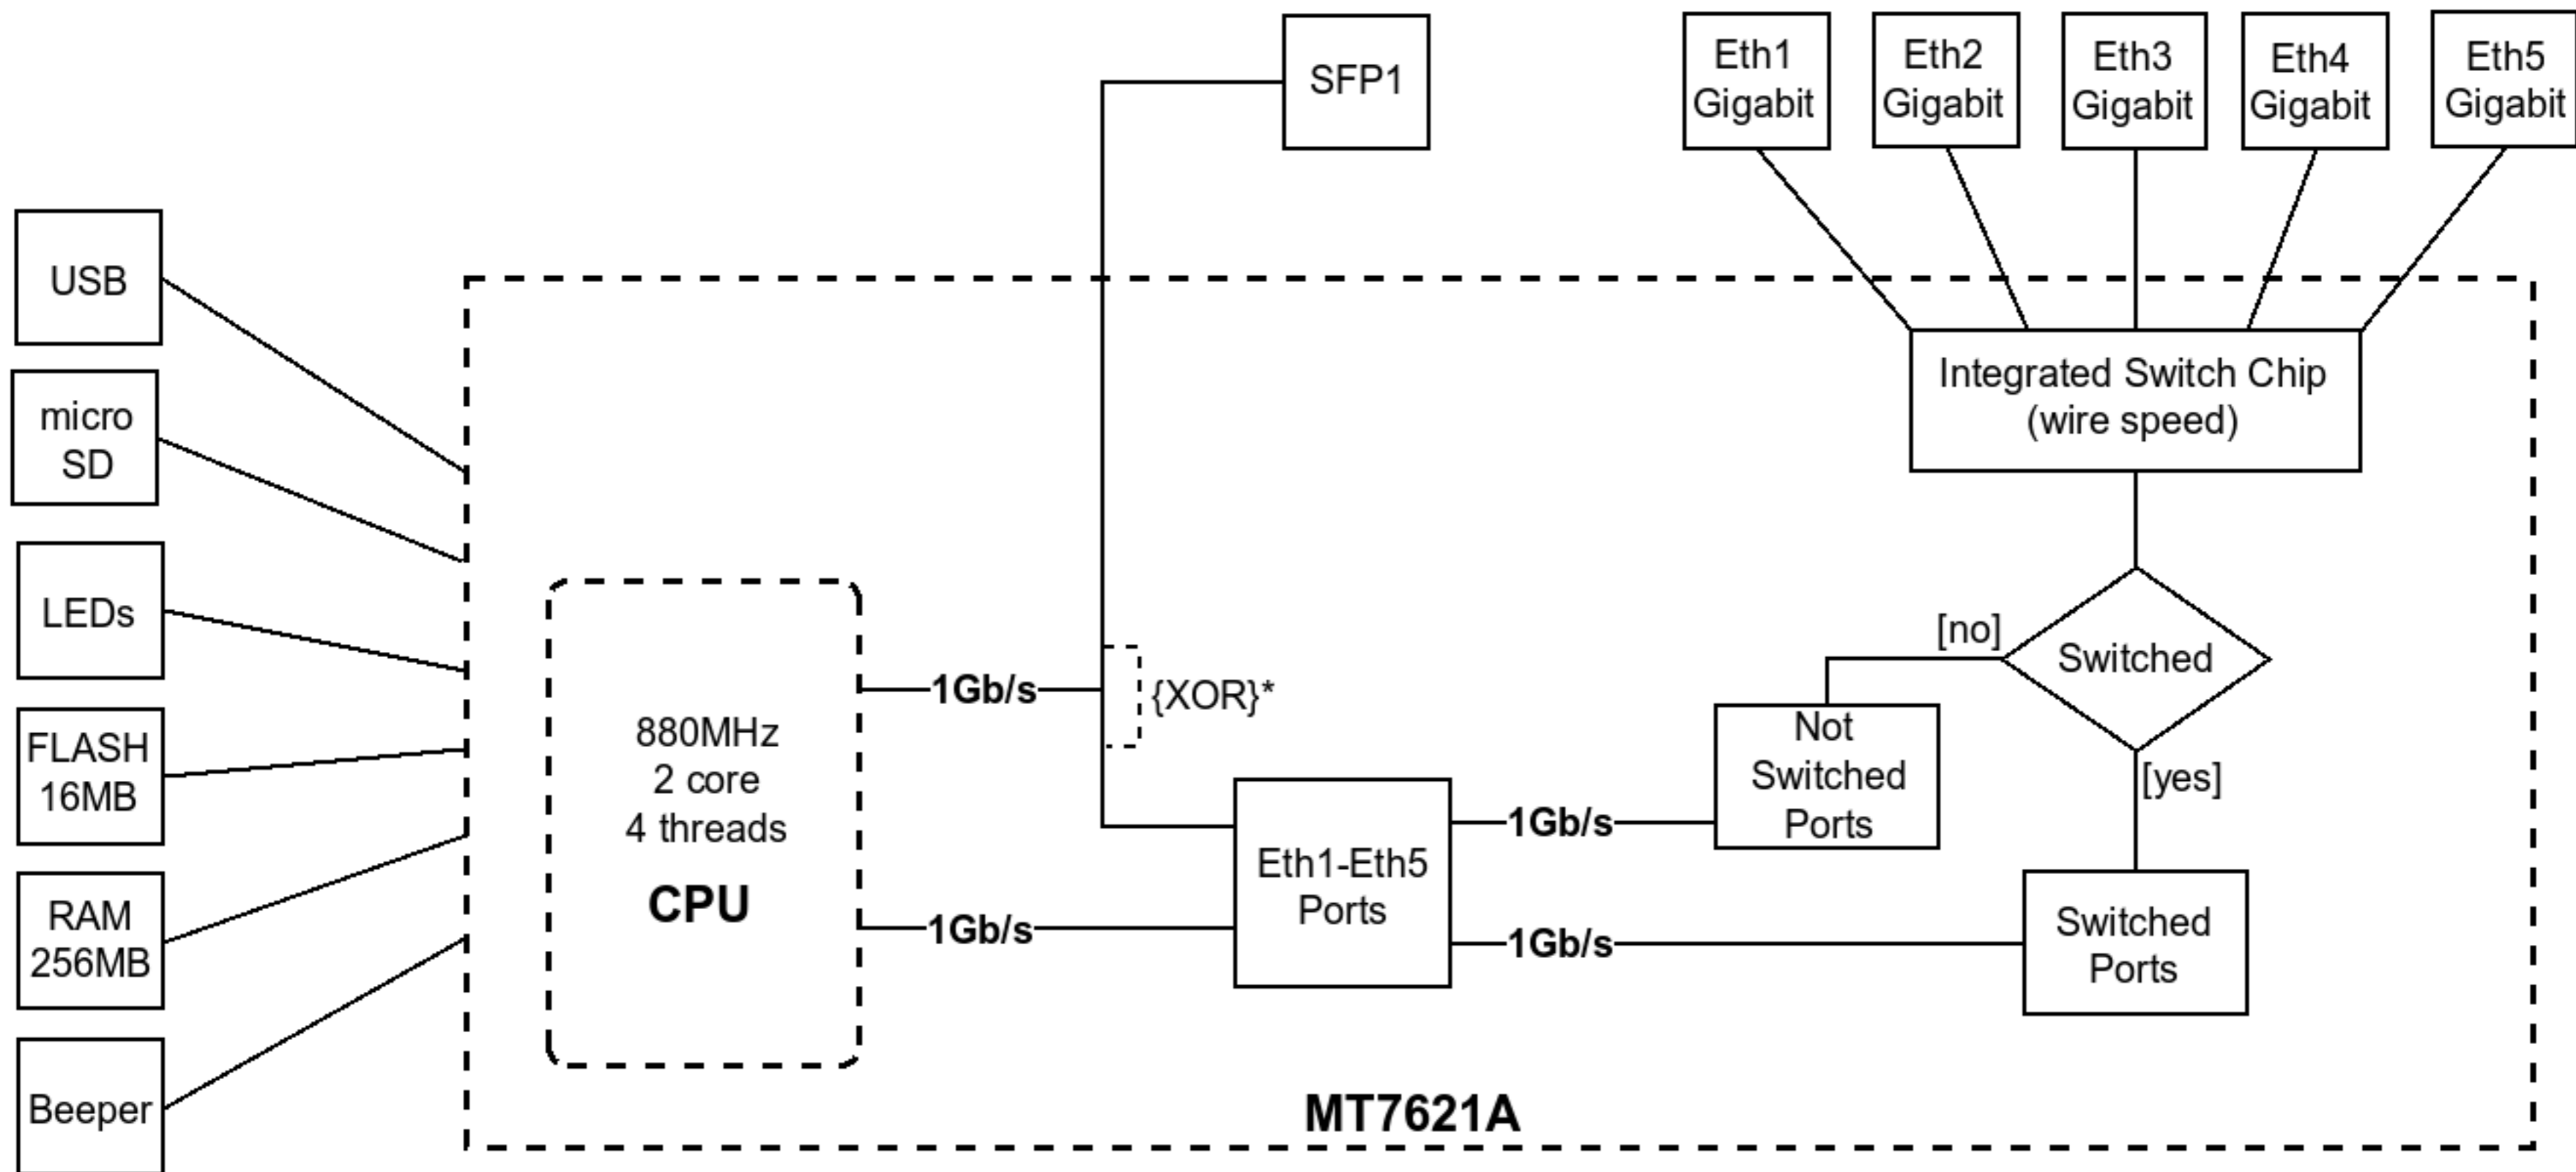 SFP1
Eth1
Gigabit
Eth2
Gigabit
Eth3
Gigabit
Eth4
Gigabit
Eth5
Gigabit
USB
micro
SD
LEDs
FLASH
16MB
RAM
256MB
Beeper
Integrated Switch Chip
(wire speed)
Switched
[no]
[yes]
Not
Switched
Ports
Switched
Ports
1Gb/s
1Gb/s
Eth1-Eth5
Ports
{XOR}*
1Gb/s
1Gb/s
880MHz
2 core
4 threads
CPU
MT7621A